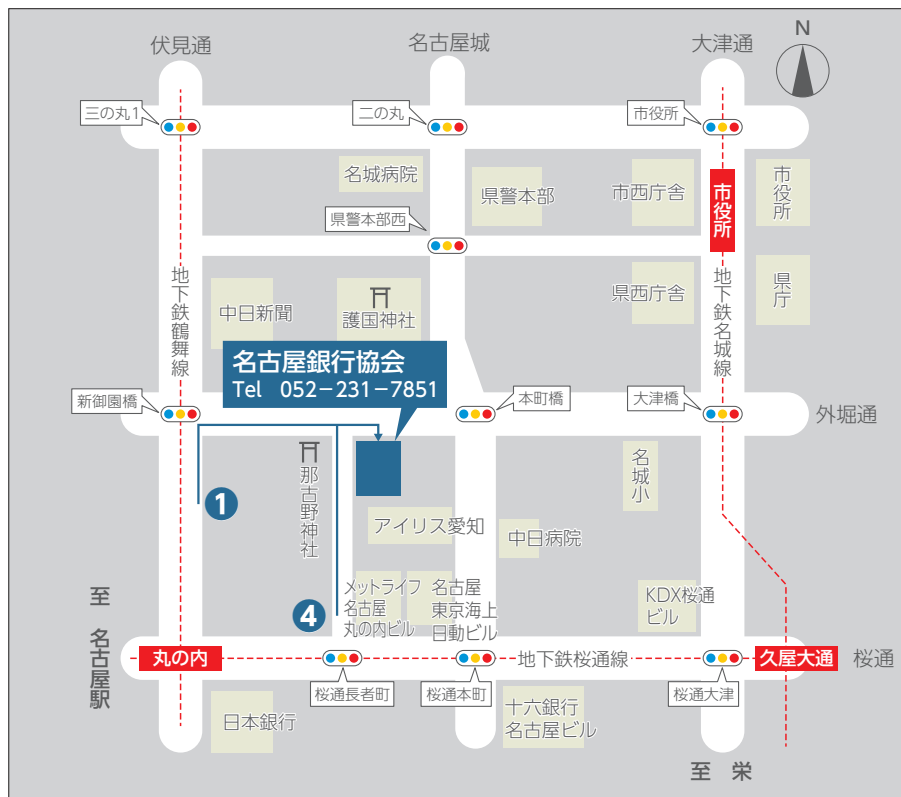 伏見通
名古屋城
大津通
N
三の丸1
二の丸
市役所
名城病院
県警本部
市西庁舎
市役所
市役所
県警本部西
地下鉄鶴舞線
中日新聞
護国神社
県西庁舎
地下鉄名城線
県庁
名古屋銀行協会
Tel 052-231-7851
新御園橋
本町橋
大津橋
外堀通
那古野神社
名城小
1
アイリス愛知
中日病院
至 名古屋駅
4
メットライフ
名古屋
丸の内ビル
名古屋
東京海上
日動ビル
KDX桜通
ビル
丸の内
地下鉄桜通線
久屋大通
桜通
桜通長者町
桜通本町
桜通大津
日本銀行
十六銀行
名古屋ビル
至 栄